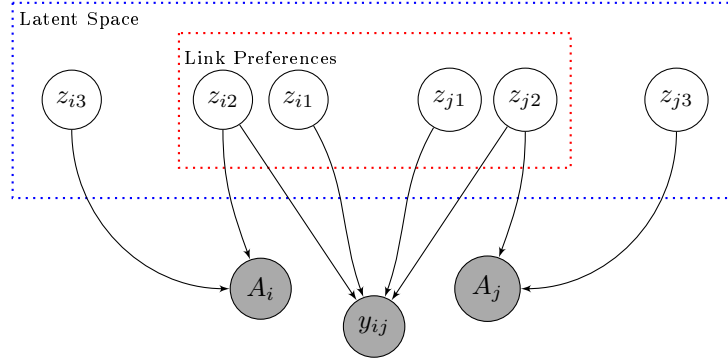 Latent Space
Link Preferences
z_{i3} z_{i2} z_{i1} z_{j1} z_{j2} z_{j3}
A_i A_j
y_{ij}